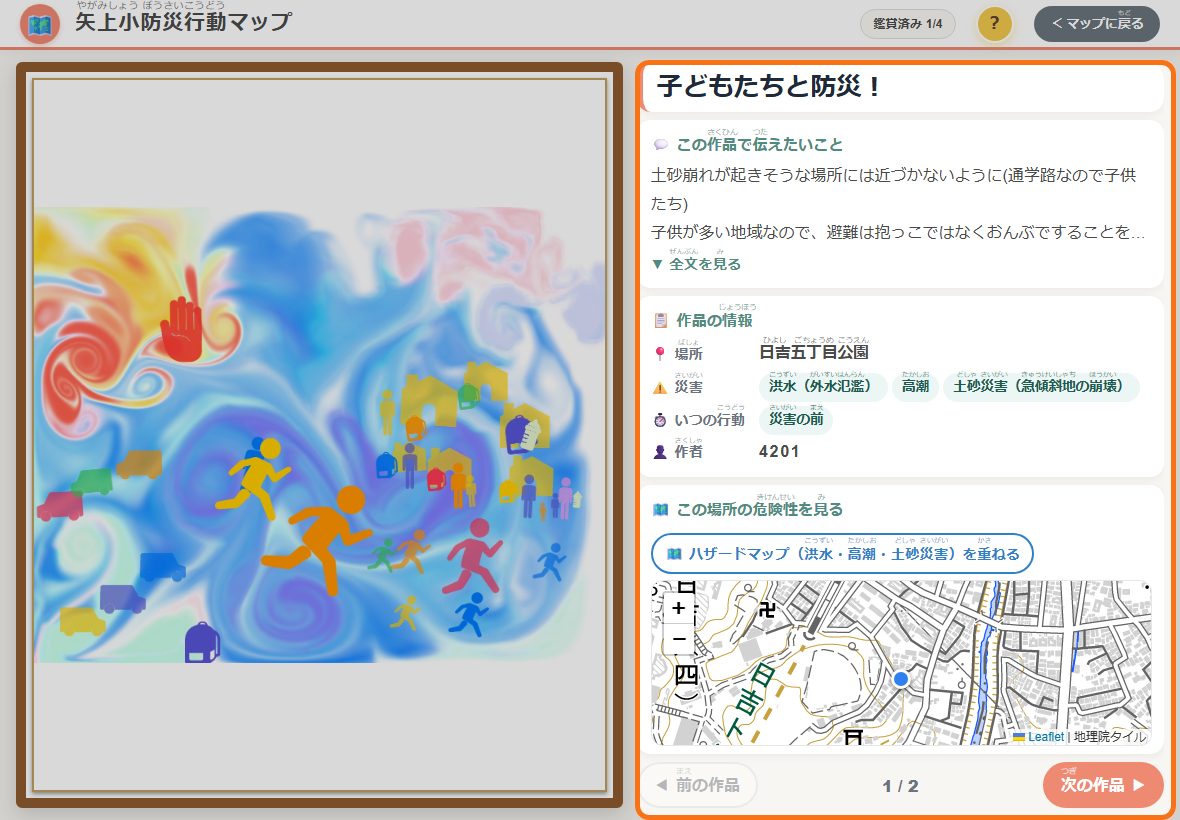 やがみしょう ぼうさいこうどう
矢上小防災行動マップ
鑑賞済み 1/4
?
もど
＜マップに戻る
子どもたちと防災！
さくひん つた
この作品で伝えたいこと
土砂崩れが起きそうな場所には近づかないように(通学路なので子供
たち)
子供が多い地域なので、避難は抱っこではなくおんぶですることを…
ぜんぶん み
▼ 全文を見る
じょうほう
作品の情報
ばしょ
場所
ひよし ごちょうめ こうえん
日吉五丁目公園
さいがい
災害
こうずい がいすいはんらん
洪水（外水氾濫）
たかしお
高潮
どしゃ さいがい きゅうけいしゃち ほうかい
土砂災害（急傾斜地の崩壊）
こうどう
いつの行動
さいがい まえ
災害の前
さくしゃ
作者
4201
きけんせい み
この場所の危険性を見る
こうずい たかしお どしゃ さいがい かさ
ハザードマップ（洪水・高潮・土砂災害）を重ねる
+
−
四）
日吉
Leaflet | 地理院タイル
まえ
◀ 前の作品
1 / 2
つぎ
次の作品 ▶